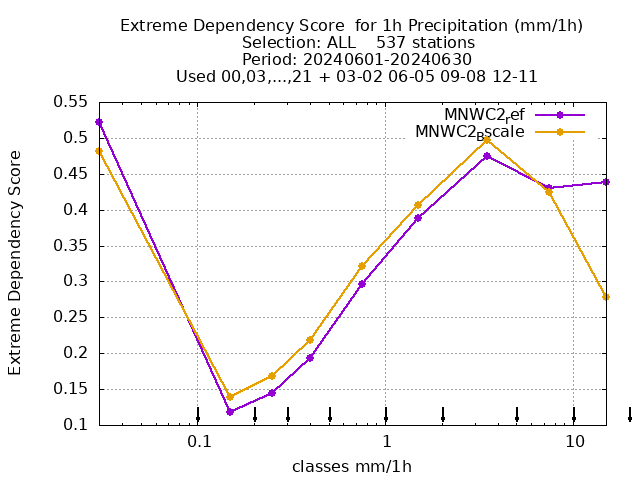 Extreme Dependency Score  for 1h Precipitation (mm/1h)
Selection: ALL    537 stations
Period: 20240601-20240630
Used 00,03,...,21 + 03-02 06-05 09-08 12-11
MNWC2_ref
MNWC2_Bscale
0.55
0.5
0.45
0.4
0.35
0.3
0.25
0.2
0.15
0.1
Extreme Dependency Score
0.1 1 10
classes mm/1h